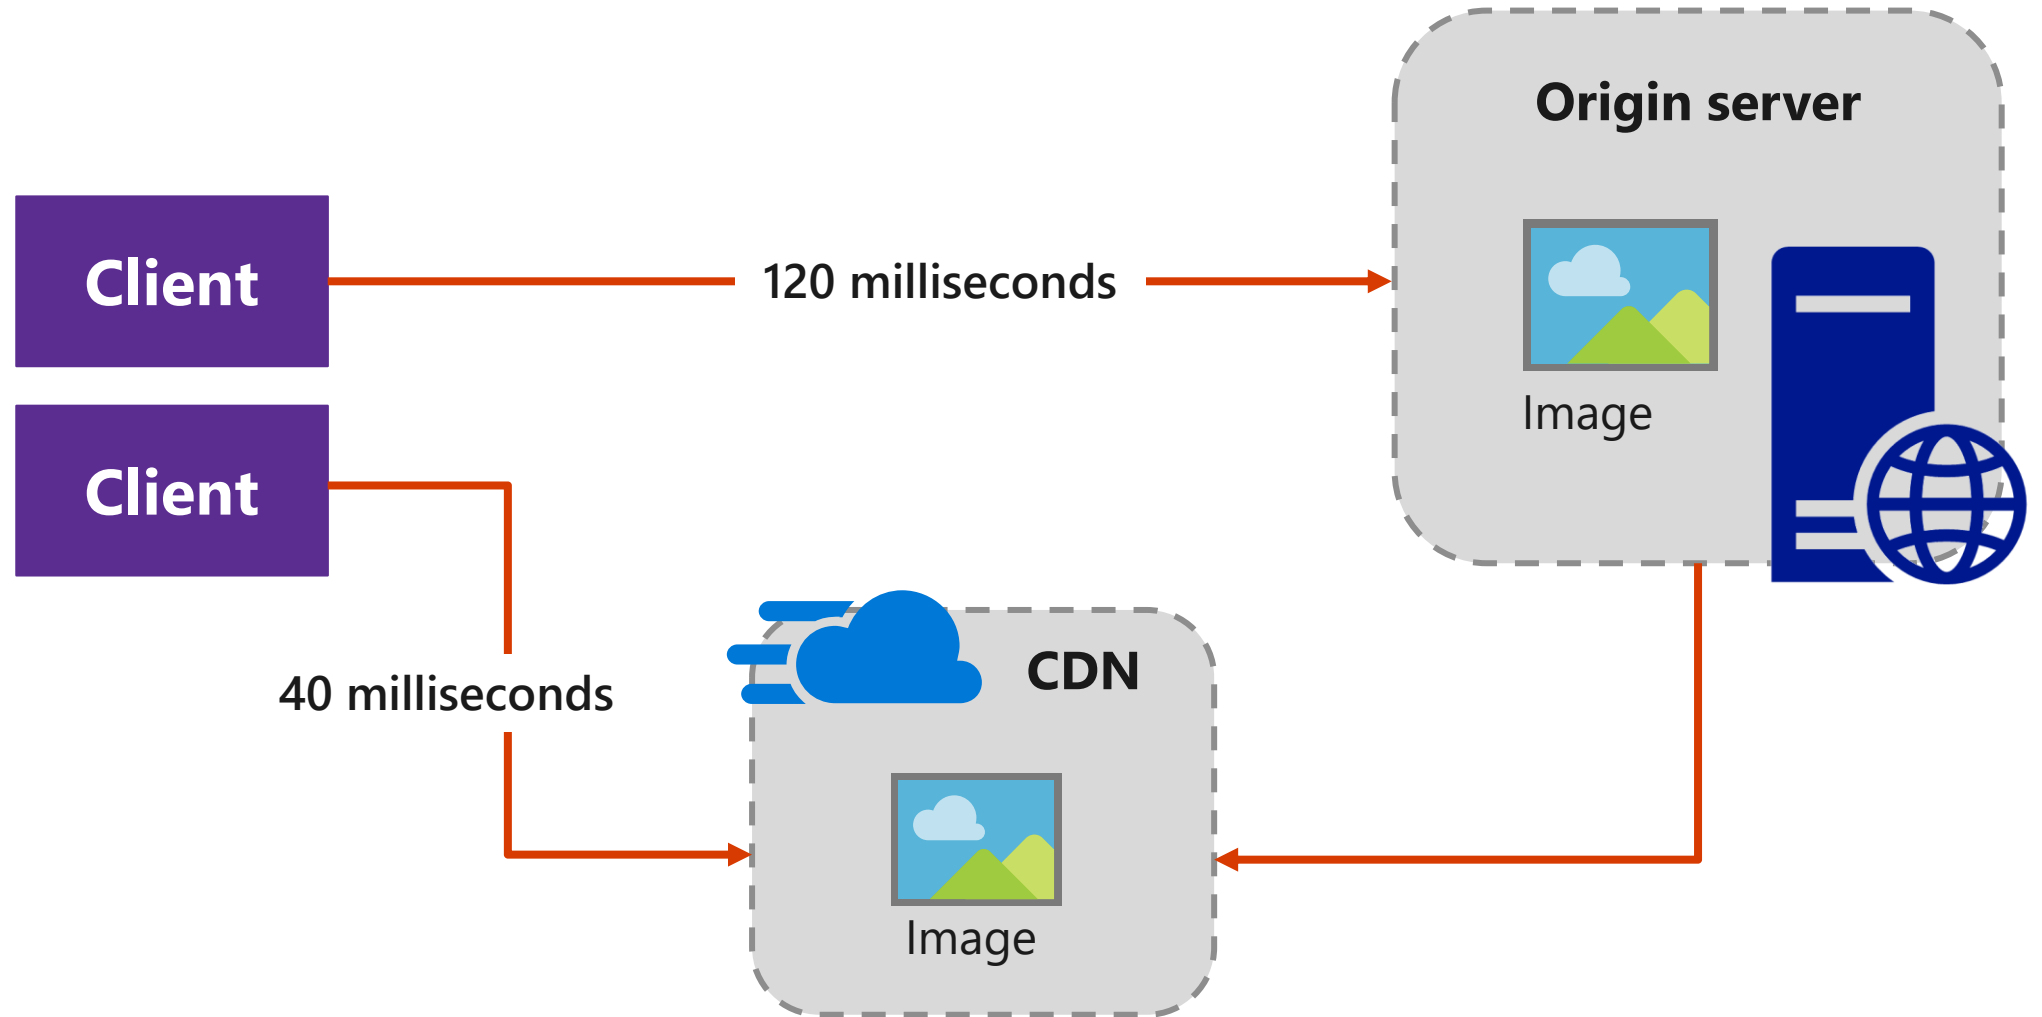 Origin server
Client
120 milliseconds
Image
Client
40 milliseconds
CDN
Image